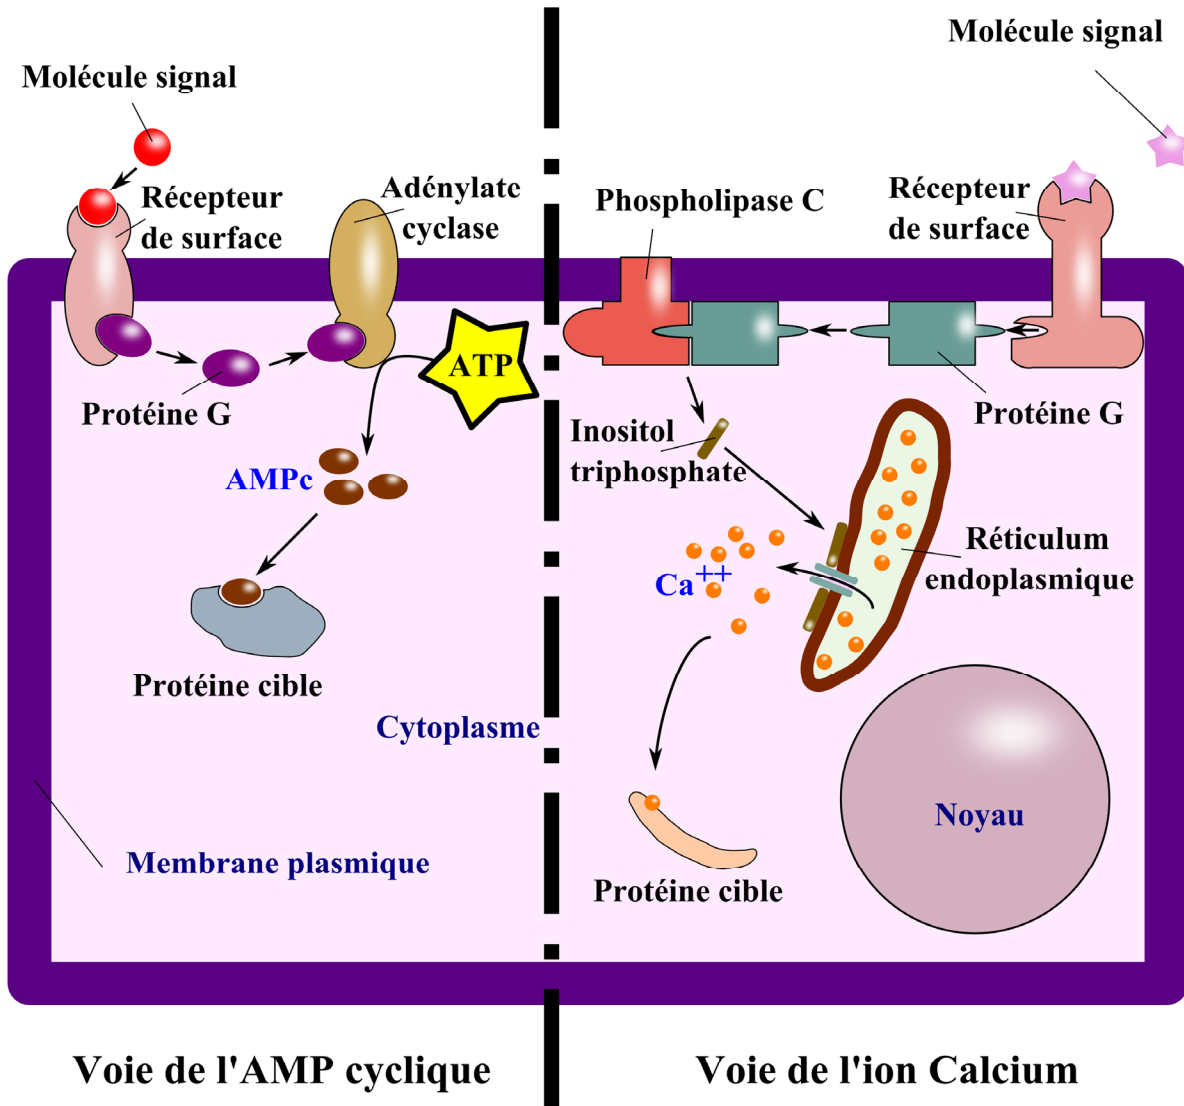 Molécule signal
Récepteur
de surface
Adénylate
cyclase
ATP
Protéine G
AMPc
Protéine cible
Cytoplasme
Membrane plasmique
Voie de l'AMP cyclique
Molécule signal
Phospholipase C
Récepteur
de surface
Protéine G
Inositol
triphosphate
Réticulum
endoplasmique
Ca++
Noyau
Protéine cible
Voie de l'ion Calcium